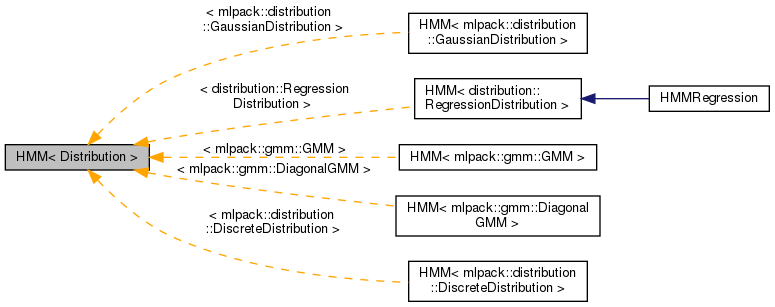 < mlpack::distribution
::GaussianDistribution >
HMM< mlpack::distribution
::GaussianDistribution >
< distribution::Regression
Distribution >
HMM< distribution::
RegressionDistribution >
HMMRegression
HMM< Distribution >
< mlpack::gmm::GMM >
HMM< mlpack::gmm::GMM >
< mlpack::gmm::DiagonalGMM >
HMM< mlpack::gmm::Diagonal
GMM >
< mlpack::distribution
::DiscreteDistribution >
HMM< mlpack::distribution
::DiscreteDistribution >